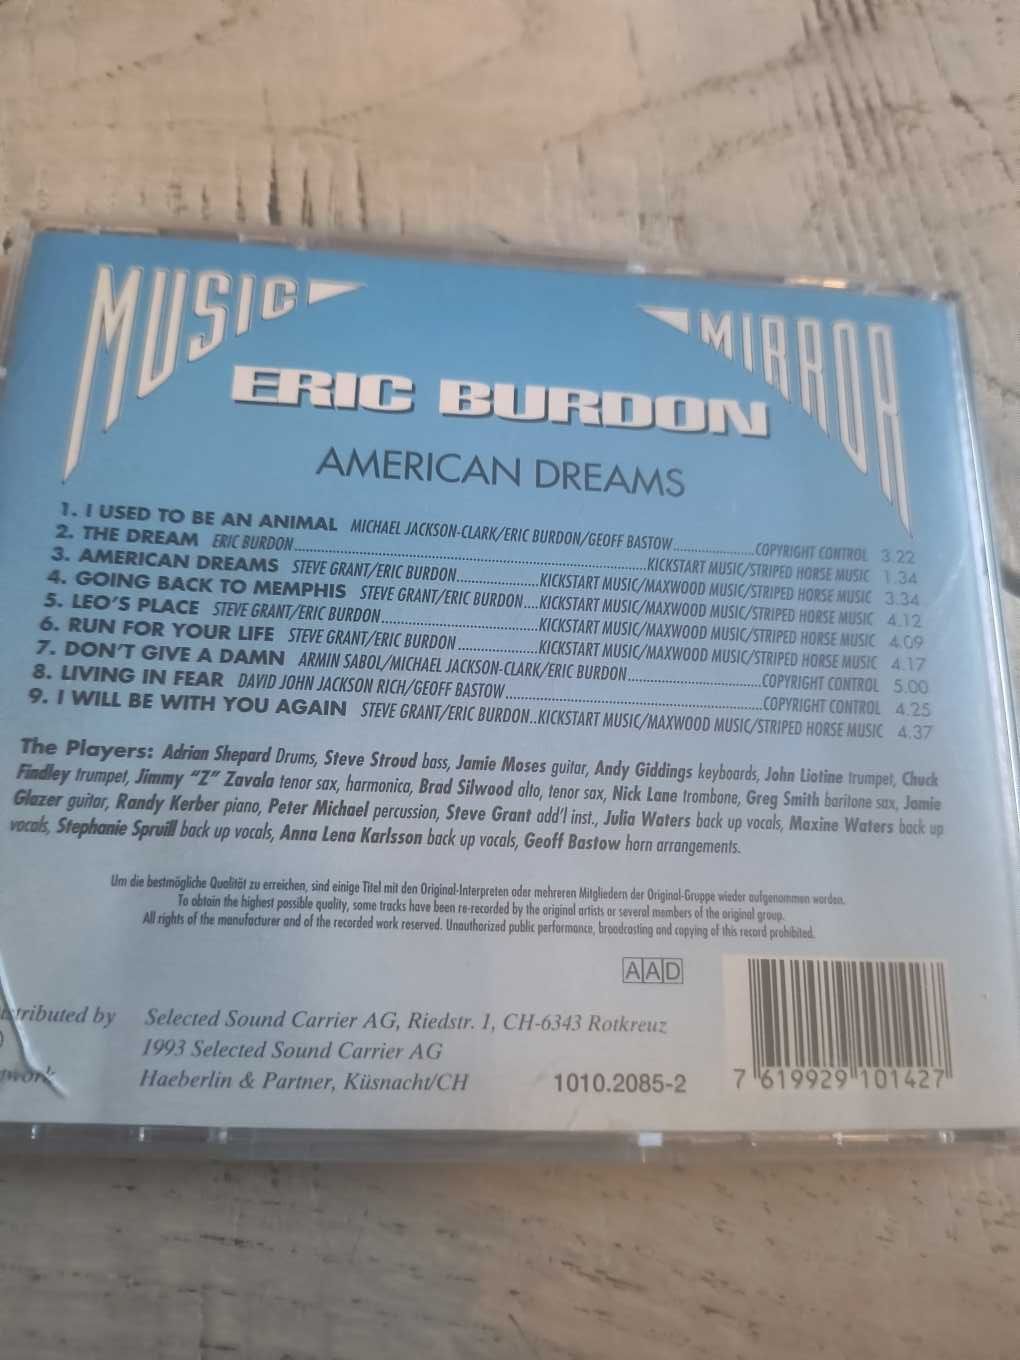 MUSIC MIRROR
ERIC BURDON
AMERICAN DREAMS
1. I USED TO BE AN ANIMAL MICHAEL JACKSON-CLARK/ERIC BURDON/GEOFF BASTOW....................COPYRIGHT CONTROL 3.22
2. THE DREAM ERIC BURDON....................KICKSTART MUSIC/STRIPED HORSE MUSIC 1.34
3. AMERICAN DREAMS STEVE GRANT/ERIC BURDON....................KICKSTART MUSIC/MAXWOOD MUSIC/STRIPED HORSE MUSIC 3.34
4. GOING BACK TO MEMPHIS STEVE GRANT/ERIC BURDON....KICKSTART MUSIC/MAXWOOD MUSIC/STRIPED HORSE MUSIC 4.12
5. LEO'S PLACE STEVE GRANT/ERIC BURDON....................KICKSTART MUSIC/MAXWOOD MUSIC/STRIPED HORSE MUSIC 4.09
6. RUN FOR YOUR LIFE STEVE GRANT/ERIC BURDON....................KICKSTART MUSIC/MAXWOOD MUSIC/STRIPED HORSE MUSIC 4.17
7. DON'T GIVE A DAMN ARMIN SABOL/MICHAEL JACKSON-CLARK/ERIC BURDON....................COPYRIGHT CONTROL 5.00
8. LIVING IN FEAR DAVID JOHN JACKSON RICH/GEOFF BASTOW....................COPYRIGHT CONTROL 4.25
9. I WILL BE WITH YOU AGAIN STEVE GRANT/ERIC BURDON..KICKSTART MUSIC/MAXWOOD MUSIC/STRIPED HORSE MUSIC 4.37
The Players: Adrian Shepard Drums, Steve Stroud bass, Jamie Moses guitar, Andy Giddings keyboards, John Liotine trumpet, Chuck
Findley trumpet, Jimmy "Z" Zavala tenor sax, harmonica, Brad Silwood alto, tenor sax, Nick Lane trombone, Greg Smith baritone sax, Jamie
Glazer guitar, Randy Kerber piano, Peter Michael percussion, Steve Grant add'l inst., Julia Waters back up vocals, Maxine Waters back up
vocals, Stephanie Spruill back up vocals, Anna Lena Karlsson back up vocals, Geoff Bastow horn arrangements.
Um die bestmögliche Qualität zu erreichen, sind einige Titel mit den Original-Interpreten oder mehreren Mitgliedern der Original-Gruppe wieder aufgenommen worden.
To obtain the highest possible quality, some tracks have been re-recorded by the original artists or several members of the original group.
All rights of the manufacturer and of the recorded work reserved. Unauthorized public performance, broadcasting and copying of this record prohibited.
AAD
tributed by Selected Sound Carrier AG, Riedstr. 1, CH-6343 Rotkreuz
1993 Selected Sound Carrier AG
twork Haeberlin & Partner, Küsnacht/CH 1010.2085-2
7 619929 101427